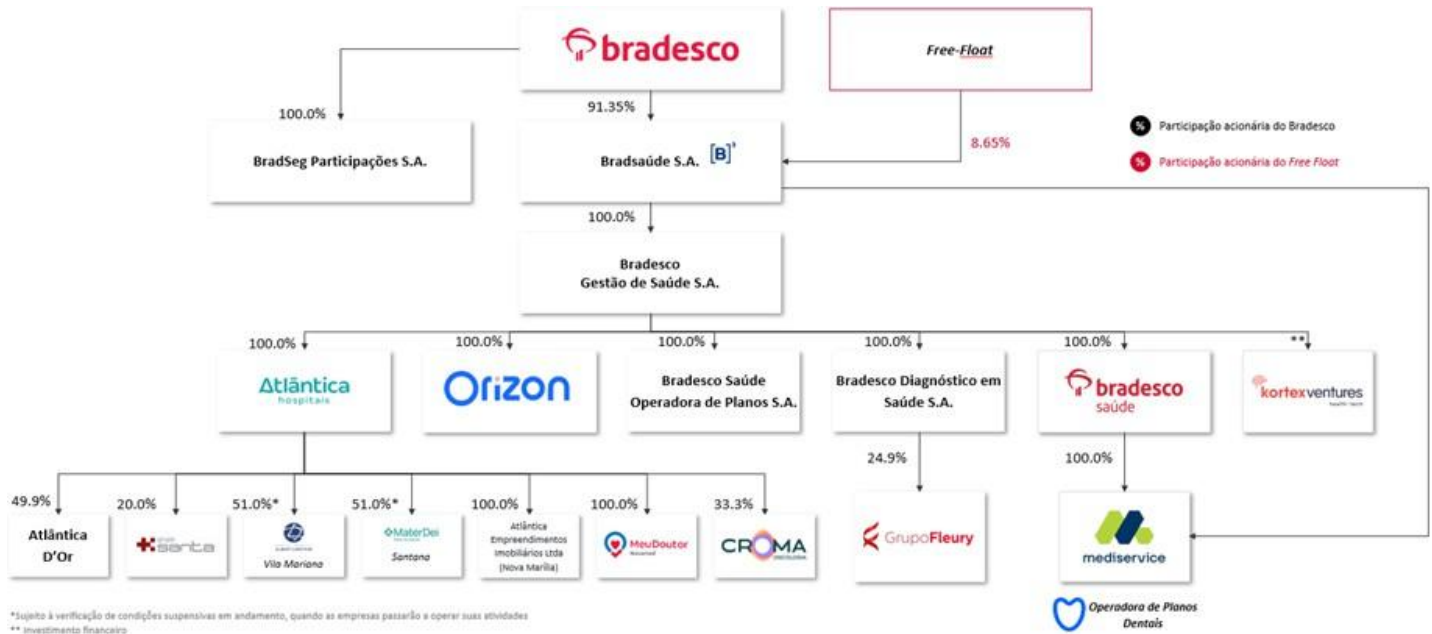 bradesco
Free-Float
100.0%
91.35%
% Participação acionária do Bradesco
BradSeg Participações S.A.
Bradsaúde S.A. [B]³
8.65%
% Participação acionária do Free Float
100.0%
Bradesco
Gestão de Saúde S.A.
100.0%
100.0%
100.0%
100.0%
100.0%
**
Atlântica
hospitais
Orizon
Bradesco Saúde
Operadora de Planos S.A.
Bradesco Diagnóstico em
Saúde S.A.
bradesco
saúde
kortexventures
49.9%
20.0%
51.0%*
51.0%*
100.0%
100.0%
33.3%
24.9%
100.0%
Atlântica
D’Or
santa
Vila Mariana
MaterDei
Santana
Atlântica
Empreendimentos
Imobiliários Ltda
(Nova Marília)
MeuDoutor
Novamed
CROMA
ONCOLOGIA
GrupoFleury
mediservice
Operadora de Planos
Dentais
*Sujeito à verificação de condições suspensivas em andamento, quando as empresas passarão a operar suas atividades
** Investimento financeiro